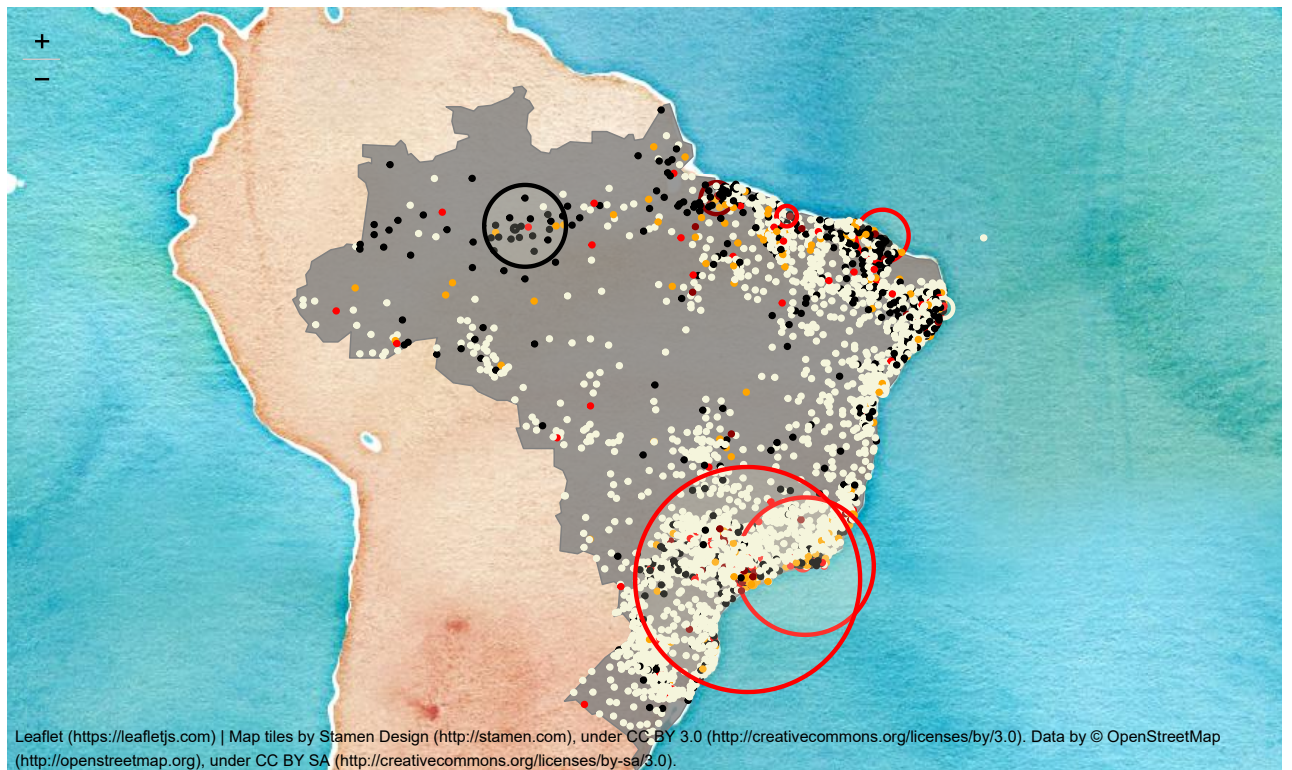 +
−
Leaflet (https://leafletjs.com) | Map tiles by Stamen Design (http://stamen.com), under CC BY 3.0 (http://creativecommons.org/licenses/by/3.0). Data by © OpenStreetMap
(http://openstreetmap.org), under CC BY SA (http://creativecommons.org/licenses/by-sa/3.0).